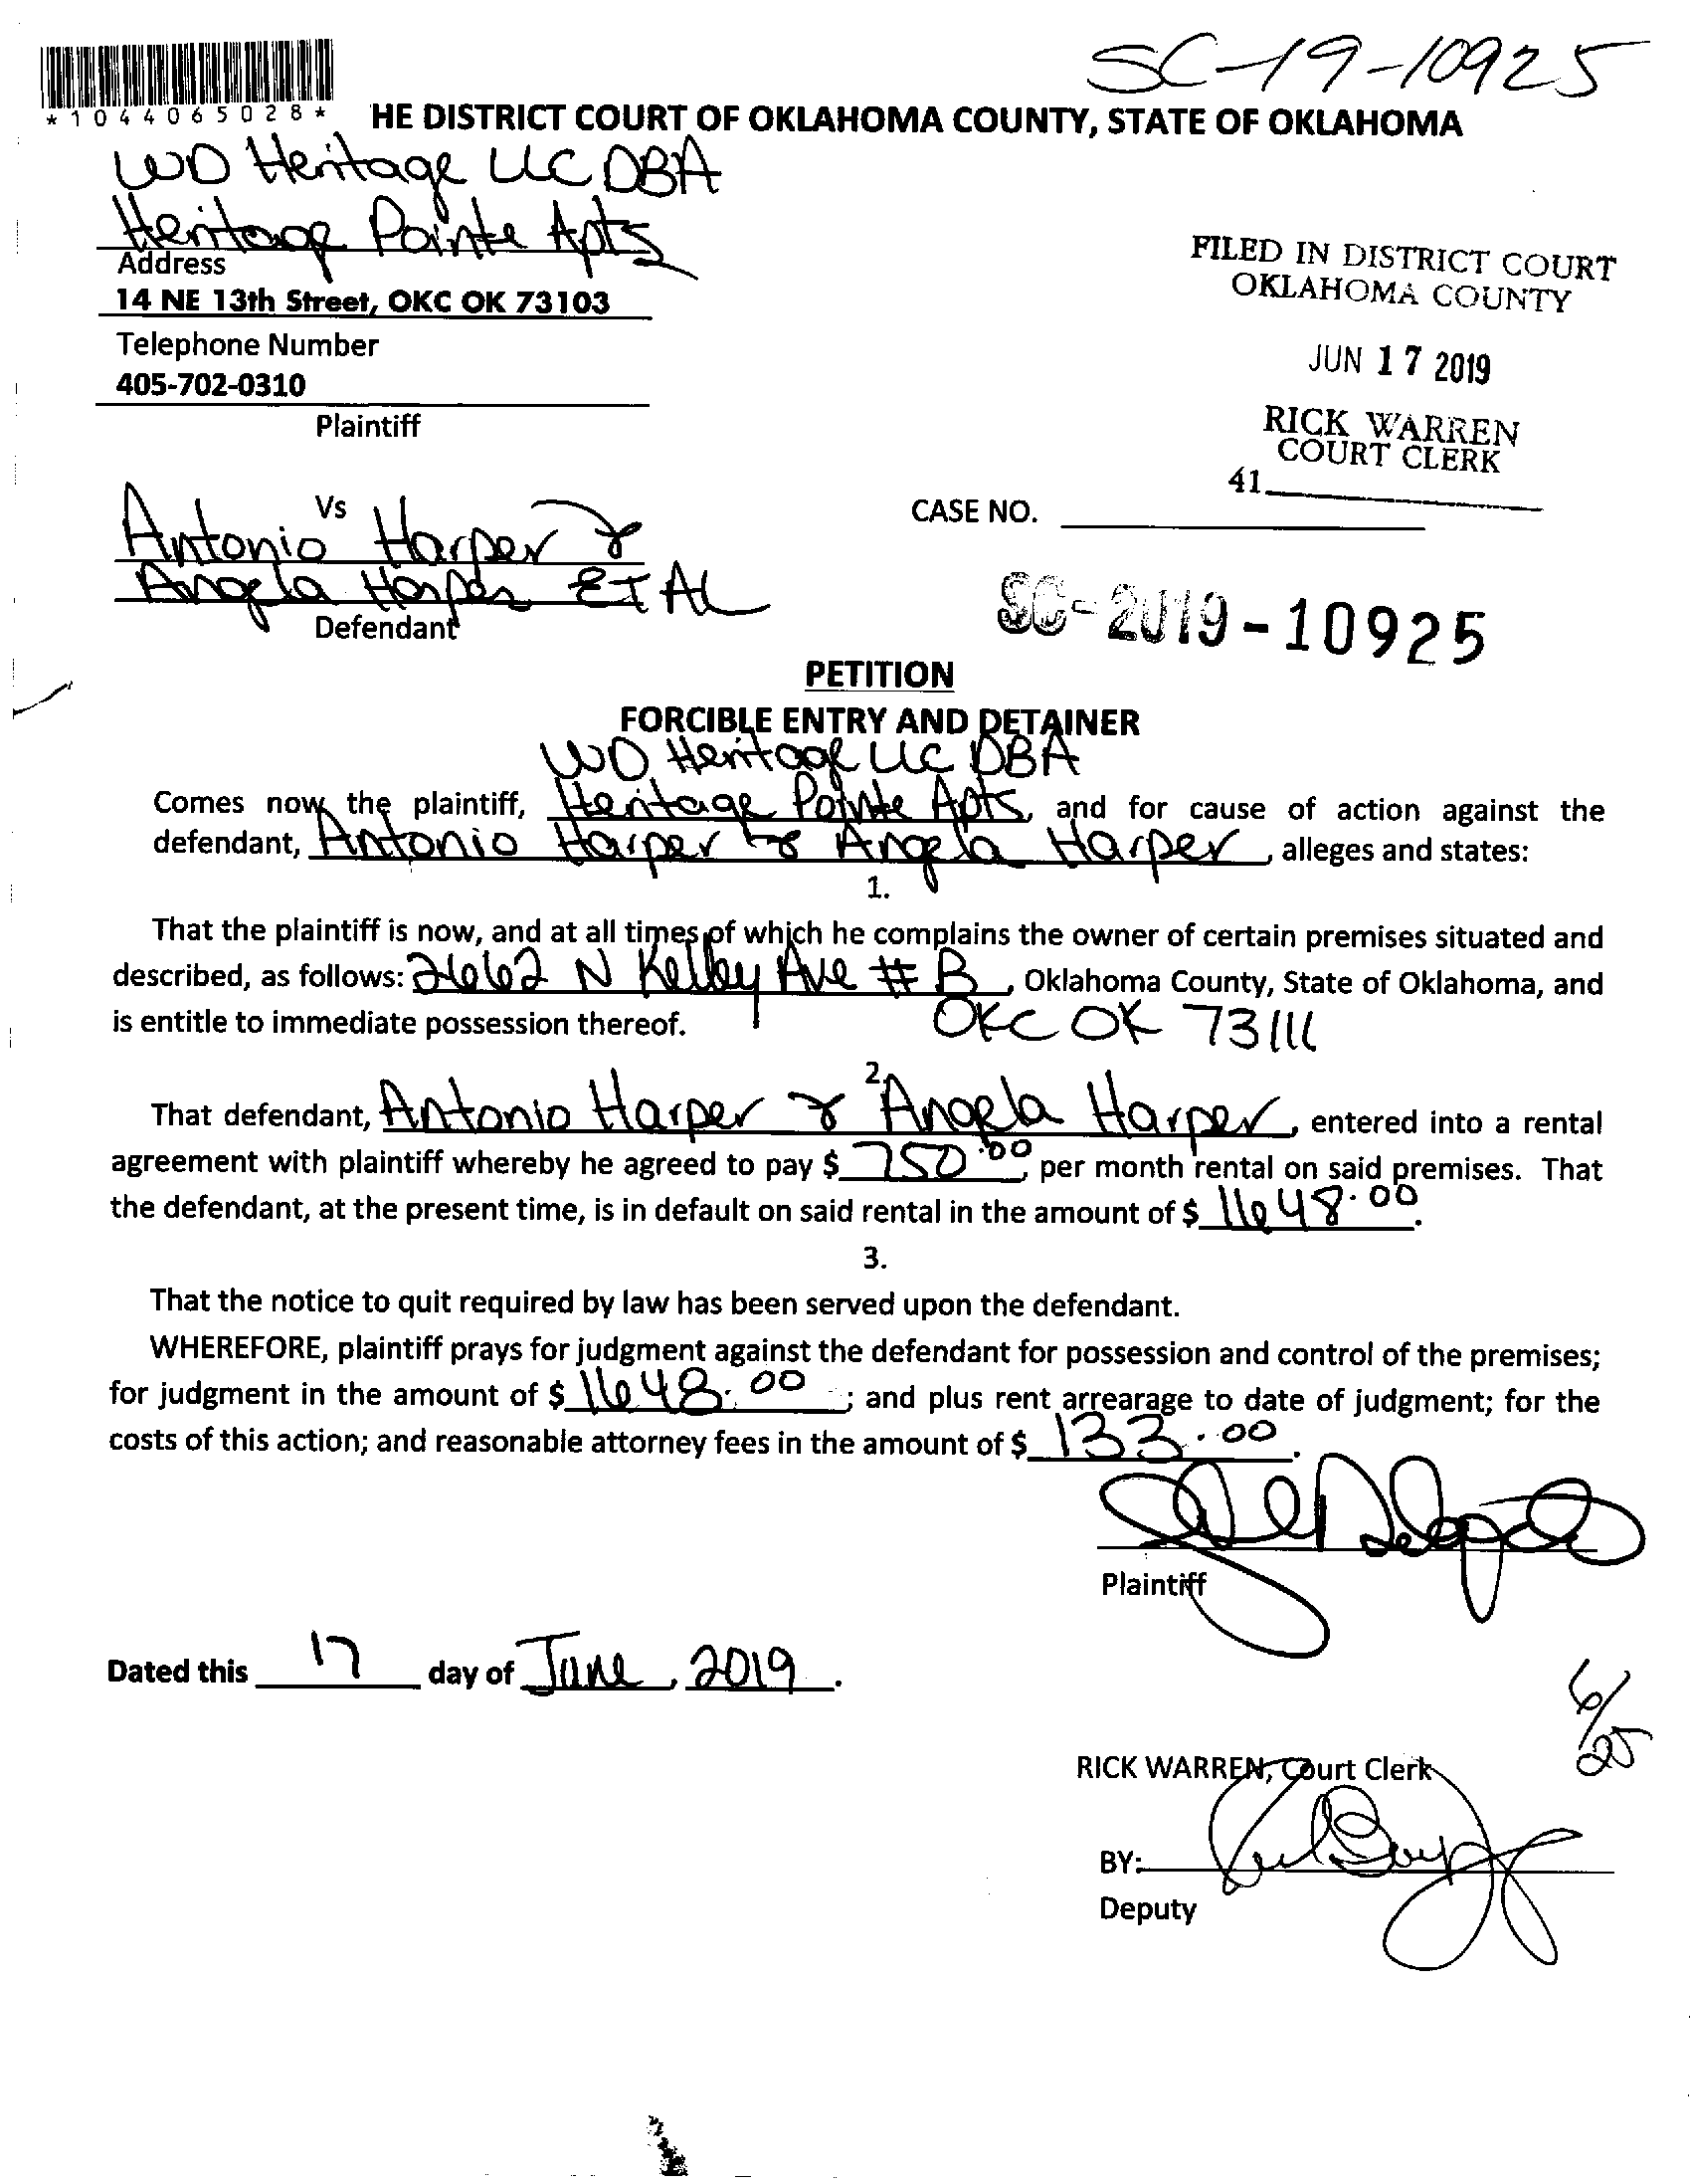 SC-19-10925
*1044065028*
HE DISTRICT COURT OF OKLAHOMA COUNTY, STATE OF OKLAHOMA
WD Heritage LLC DBA
Heritage Pointe Apts
Address
14 NE 13th Street, OKC OK 73103
Telephone Number
405-702-0310
Plaintiff
FILED IN DISTRICT COURT
OKLAHOMA COUNTY
JUN 17 2019
RICK WARREN
COURT CLERK
41
Vs
Antonio Harper &
Angela Harper ET AL
Defendant
CASE NO.
SC-2019-10925
PETITION
FORCIBLE ENTRY AND DETAINER
WD Heritage LLC DBA
Comes now the plaintiff, Heritage Pointe Apts, and for cause of action against the
defendant, Antonio Harper & Angela Harper, alleges and states:
1.
That the plaintiff is now, and at all times of which he complains the owner of certain premises situated and
described, as follows: 2662 N Kelley Ave # B, Oklahoma County, State of Oklahoma, and
is entitle to immediate possession thereof. OKC OK 73111
2.
That defendant, Antonio Harper & Angela Harper, entered into a rental
agreement with plaintiff whereby he agreed to pay $ 750.00, per month rental on said premises. That
the defendant, at the present time, is in default on said rental in the amount of $ 1648.00.
3.
That the notice to quit required by law has been served upon the defendant.
WHEREFORE, plaintiff prays for judgment against the defendant for possession and control of the premises;
for judgment in the amount of $ 1648.00; and plus rent arrearage to date of judgment; for the
costs of this action; and reasonable attorney fees in the amount of $ 133.00.
Plaintiff
Dated this 17 day of June, 2019.
6/25
RICK WARREN, Court Clerk
BY:
Deputy